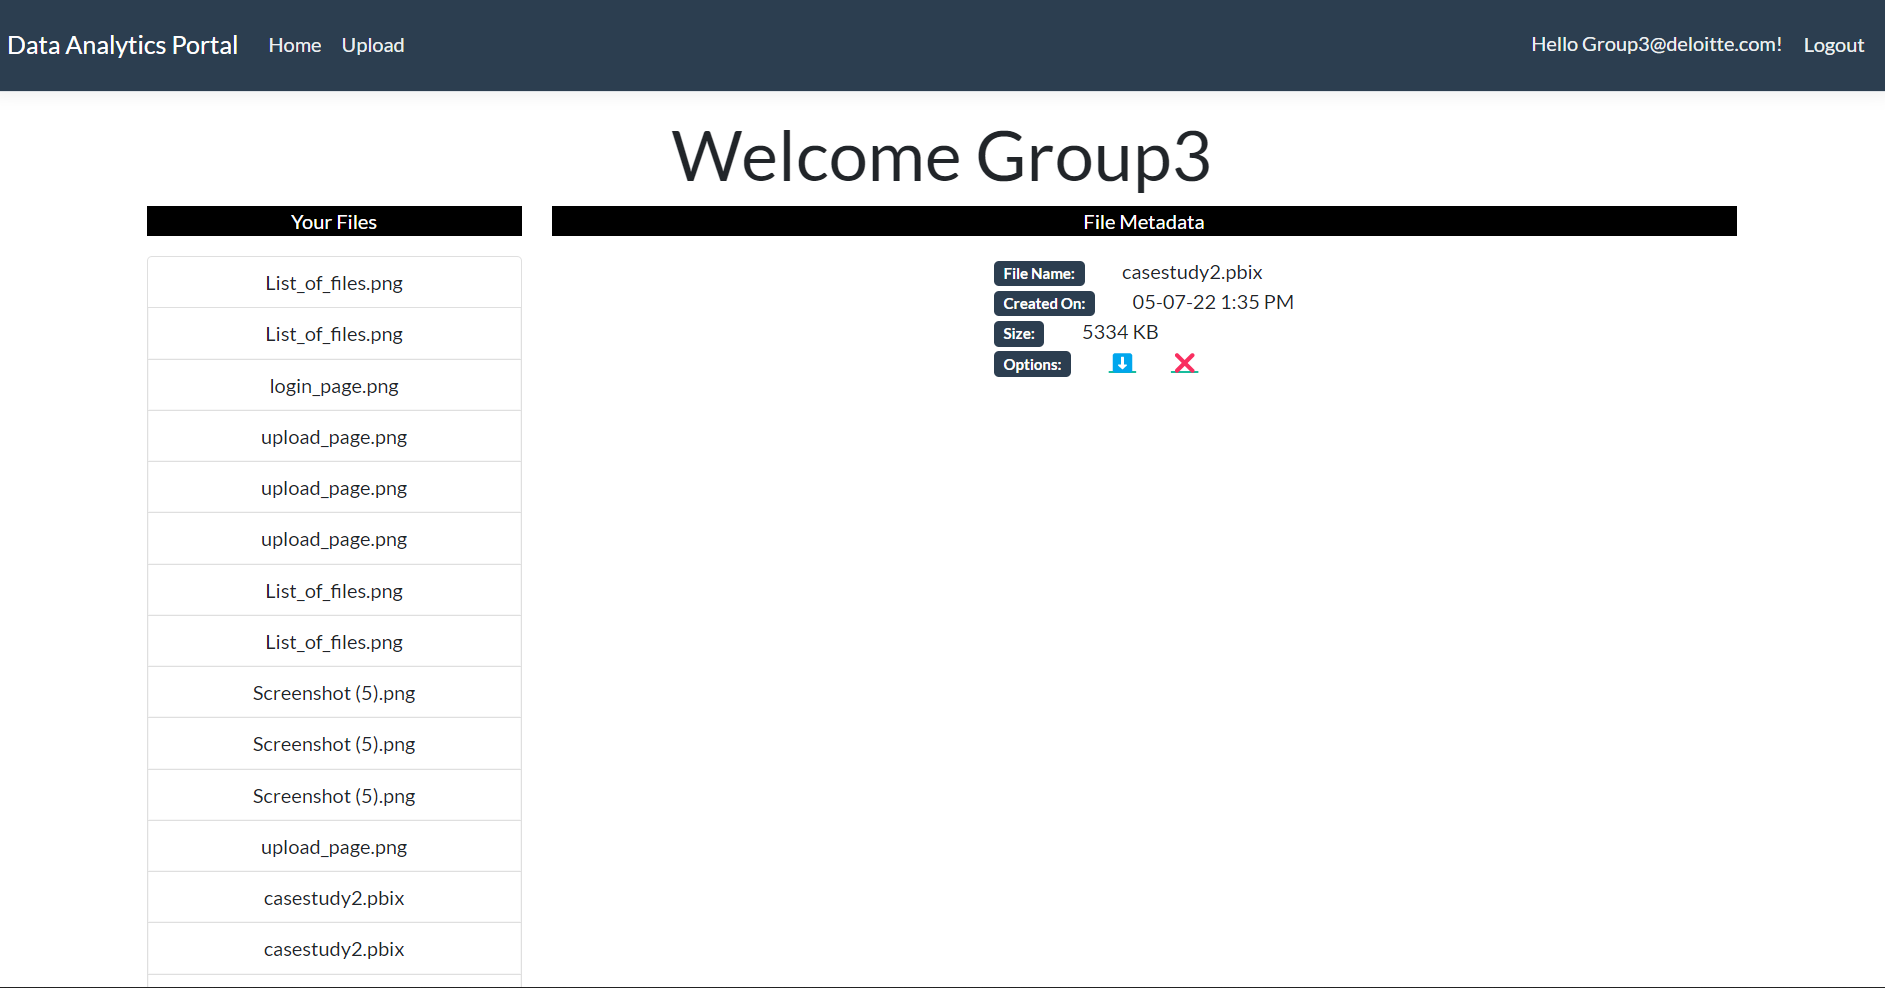 Data Analytics Portal Home Upload Hello Group3@deloitte.com! Logout
Welcome Group3
Your Files
List_of_files.png
List_of_files.png
login_page.png
upload_page.png
upload_page.png
upload_page.png
List_of_files.png
List_of_files.png
Screenshot (5).png
Screenshot (5).png
Screenshot (5).png
upload_page.png
casestudy2.pbix
casestudy2.pbix
File Metadata
File Name: casestudy2.pbix
Created On: 05-07-22 1:35 PM
Size: 5334 KB
Options: